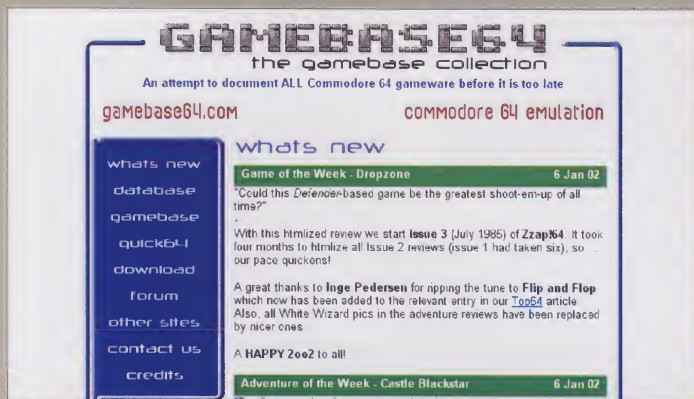 GAMEBASE64
the gamebase collection
An attempt to document ALL Commodore 64 gameware before it is too late
gamebase64.com
commodore 64 emulation
whats new
database
gamebase
quick64
download
forum
other sites
contact us
credits
whats new
Game of the Week - Dropzone 6 Jan 02
"Could this Defender-based game be the greatest shoot-em-up of all
time?"
-
With this htmlized review we start Issue 3 (July 1985) of Zzap!64. It took
four months to htmlize all Issue 2 reviews (issue 1 had taken six), so
our pace quickens!
A great thanks to Inge Pedersen for ripping the tune to Flip and Flop
which now has been added to the relevant entry in our Top64 article
Also, all White Wizard pics in the adventure reviews have been replaced
by nicer ones
A HAPPY 2oo2 to all!
Adventure of the Week - Castle Blackstar 6 Jan 02